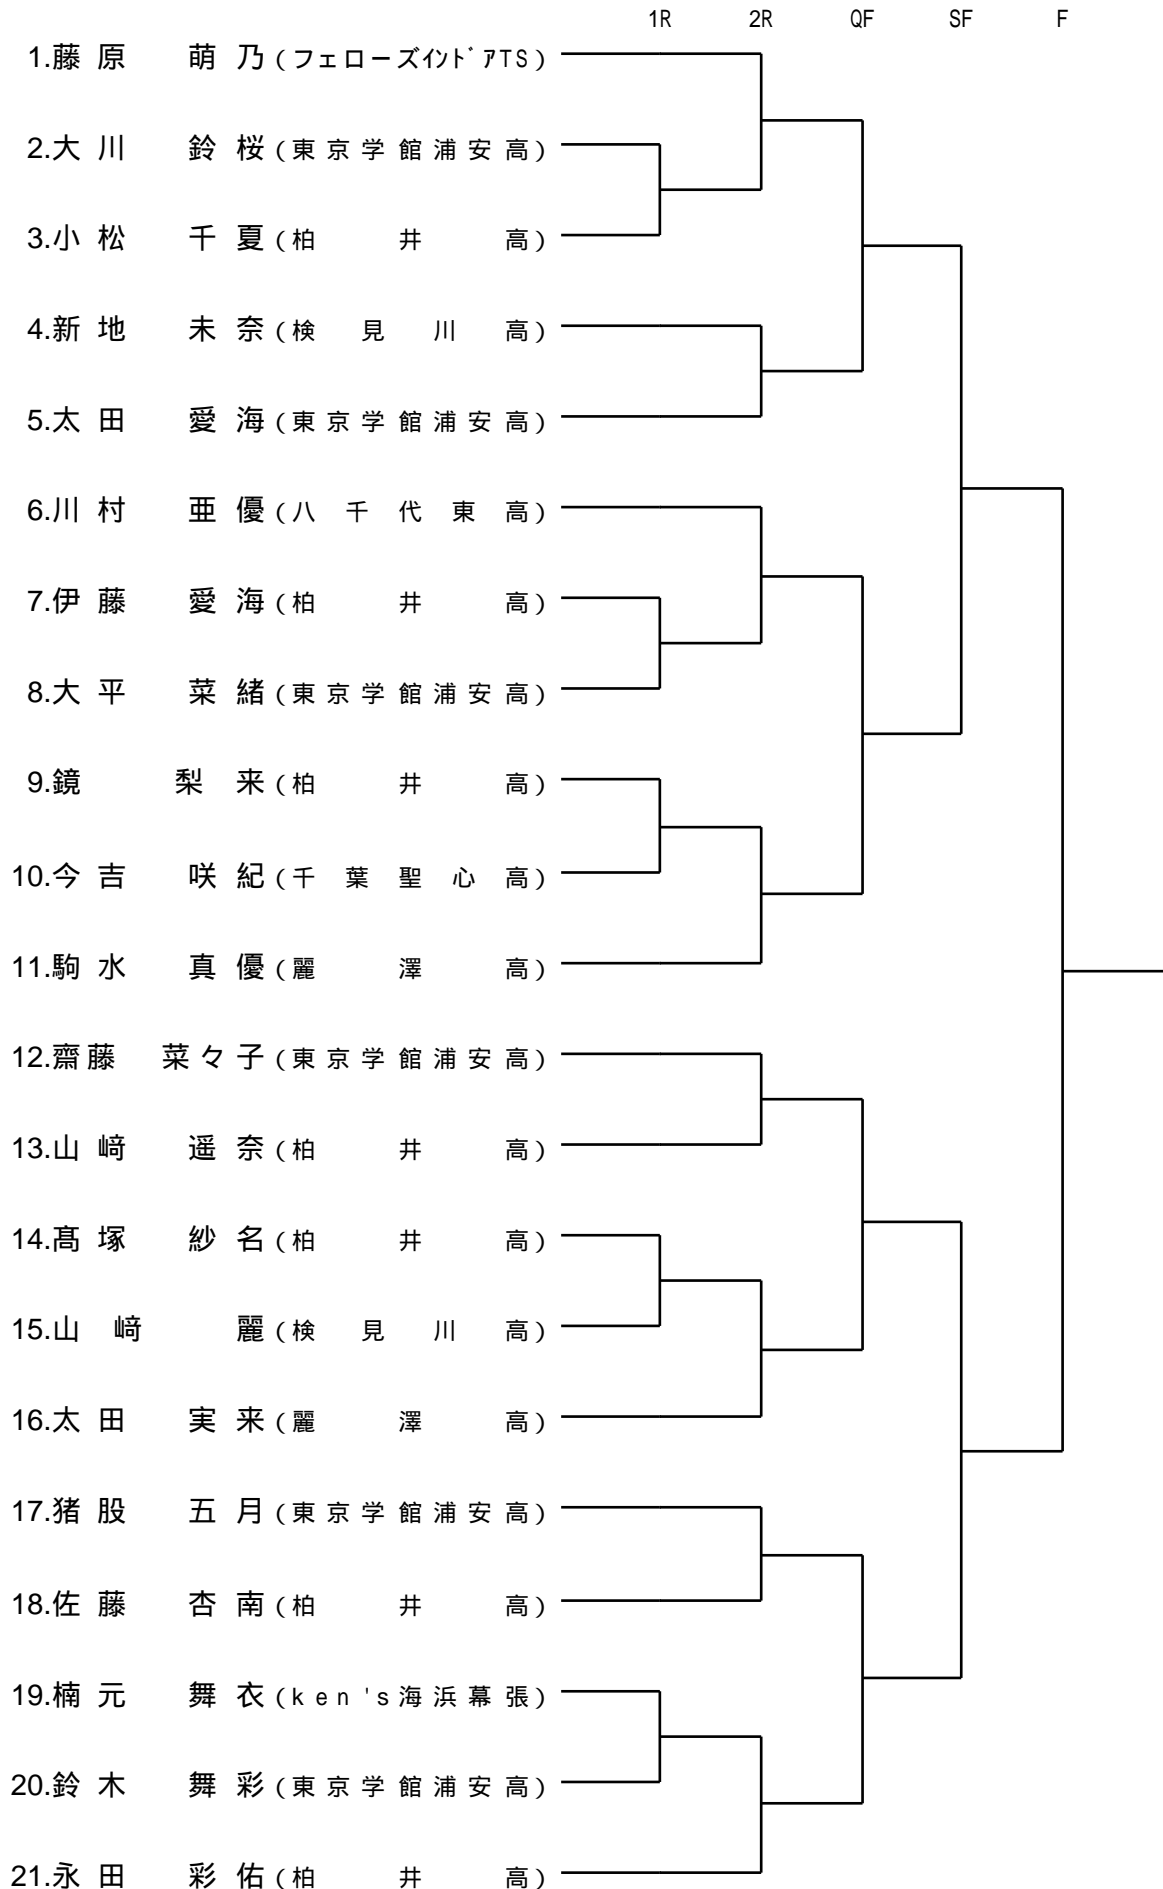 1R 2R QF SF F
1.藤原 萌乃(フェローズインドアTS)
2.大川 鈴桜(東京学館浦安高)
3.小松 千夏(柏井高)
4.新地 未奈(検見川高)
5.太田 愛海(東京学館浦安高)
6.川村 亜優(八千代東高)
7.伊藤 愛海(柏井高)
8.大平 菜緒(東京学館浦安高)
9.鏡 梨来(柏井高)
10.今吉 咲紀(千葉聖心高)
11.駒水 真優(麗澤高)
12.齋藤 菜々子(東京学館浦安高)
13.山﨑 遥奈(柏井高)
14.髙塚 紗名(柏井高)
15.山﨑 麗(検見川高)
16.太田 実来(麗澤高)
17.猪股 五月(東京学館浦安高)
18.佐藤 杏南(柏井高)
19.楠元 舞衣(ken's海浜幕張)
20.鈴木 舞彩(東京学館浦安高)
21.永田 彩佑(柏井高)